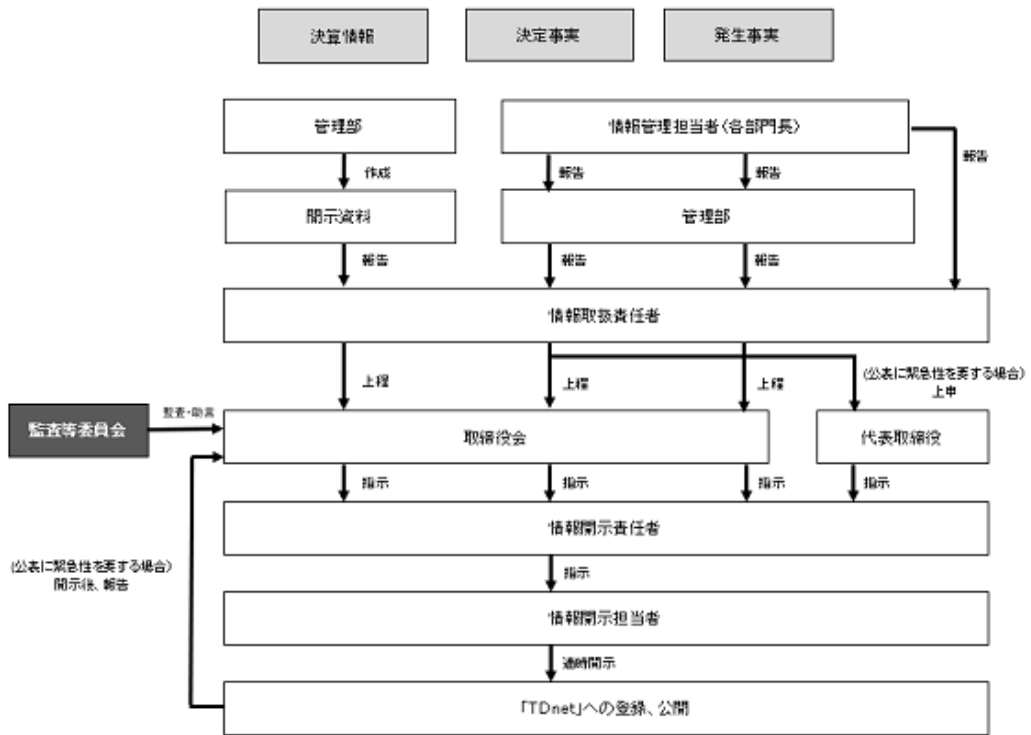 決算情報
決定事実
発生事実
管理部
情報管理担当者（各部門長）
作成
報告
報告
報告
開示資料
管理部
報告
報告
報告
情報取扱責任者
上程
上程
上程
（公表に緊急性を要する場合）
上申
監査等委員会
監査・助言
取締役会
代表取締役
指示
指示
指示
指示
情報開示責任者
（公表に緊急性を要する場合）
開示後、報告
指示
情報開示担当者
適時開示
「TDnet」への登録、公開